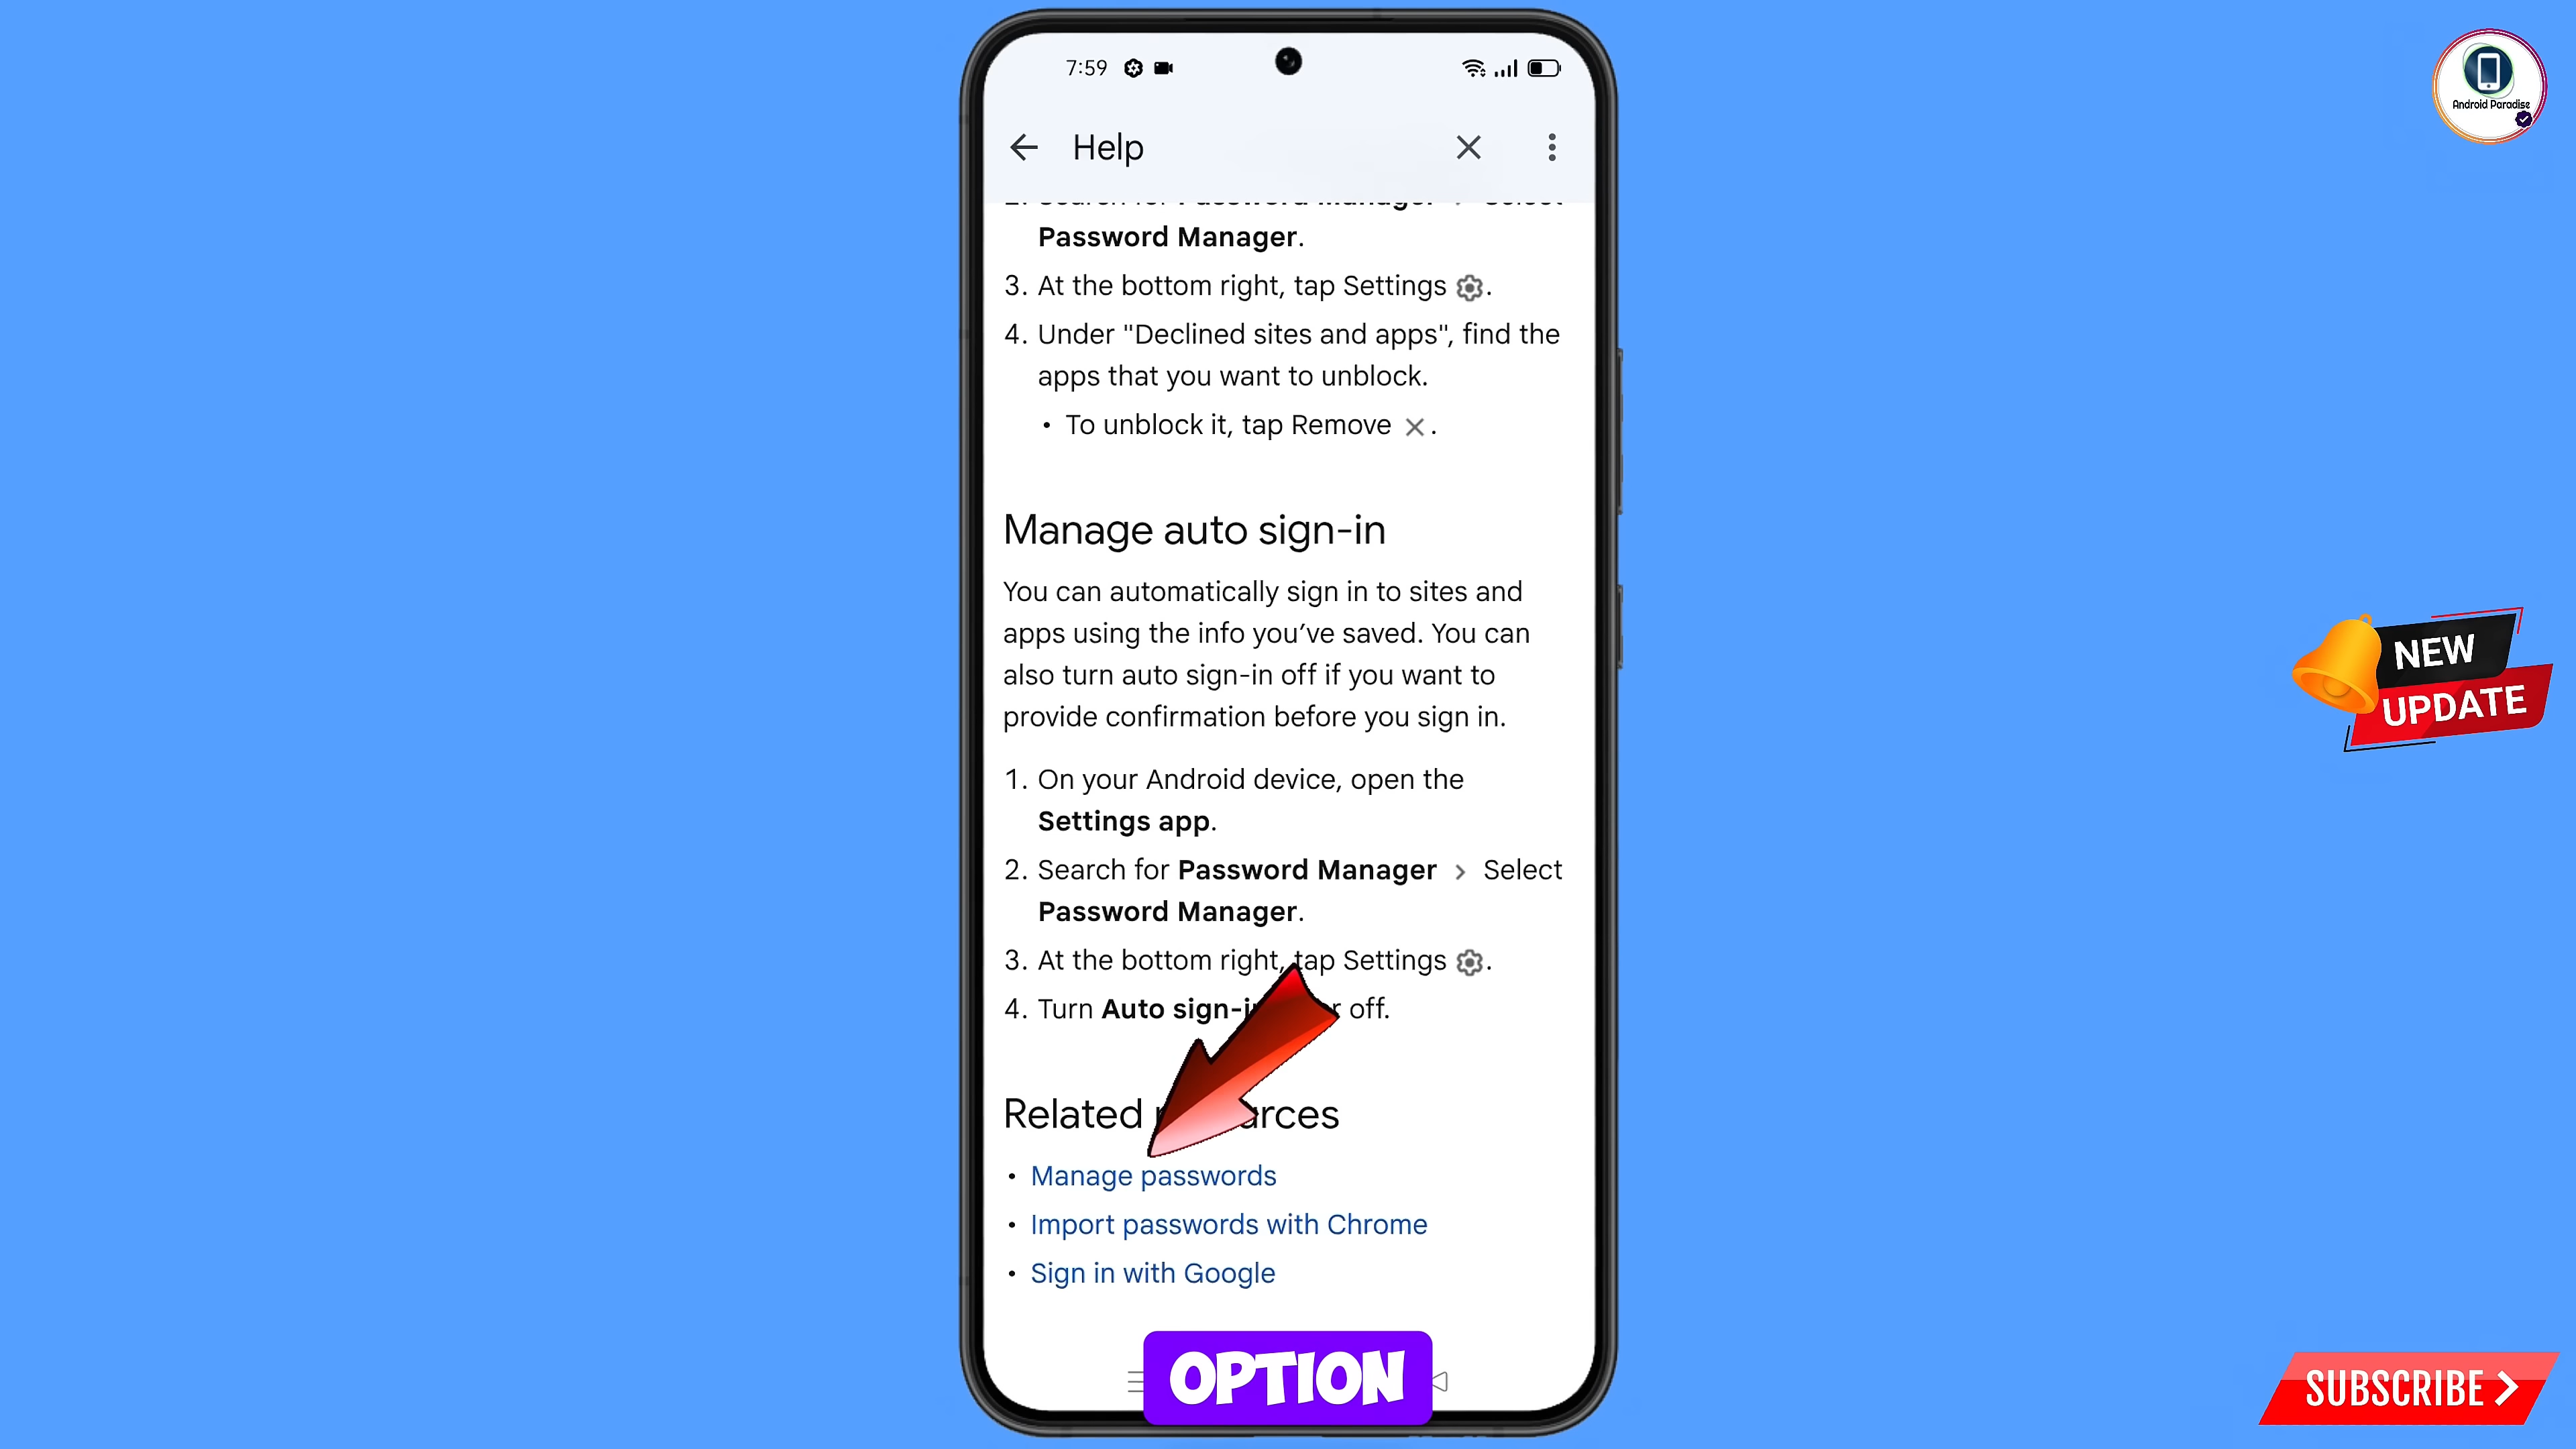 7:59
Android Paradise
Help
Password Manager.
3. At the bottom right, tap Settings .
4. Under "Declined sites and apps", find the
apps that you want to unblock.
• To unblock it, tap Remove ×.
Manage auto sign-in
You can automatically sign in to sites and
apps using the info you've saved. You can
also turn auto sign-in off if you want to
provide confirmation before you sign in.
1. On your Android device, open the
Settings app.
2. Search for Password Manager > Select
Password Manager.
3. At the bottom right, tap Settings .
4. Turn Auto off.
Related
• Manage passwords
• Import passwords with Chrome
• Sign in with Google
OPTION
NEW
UPDATE
SUBSCRIBE